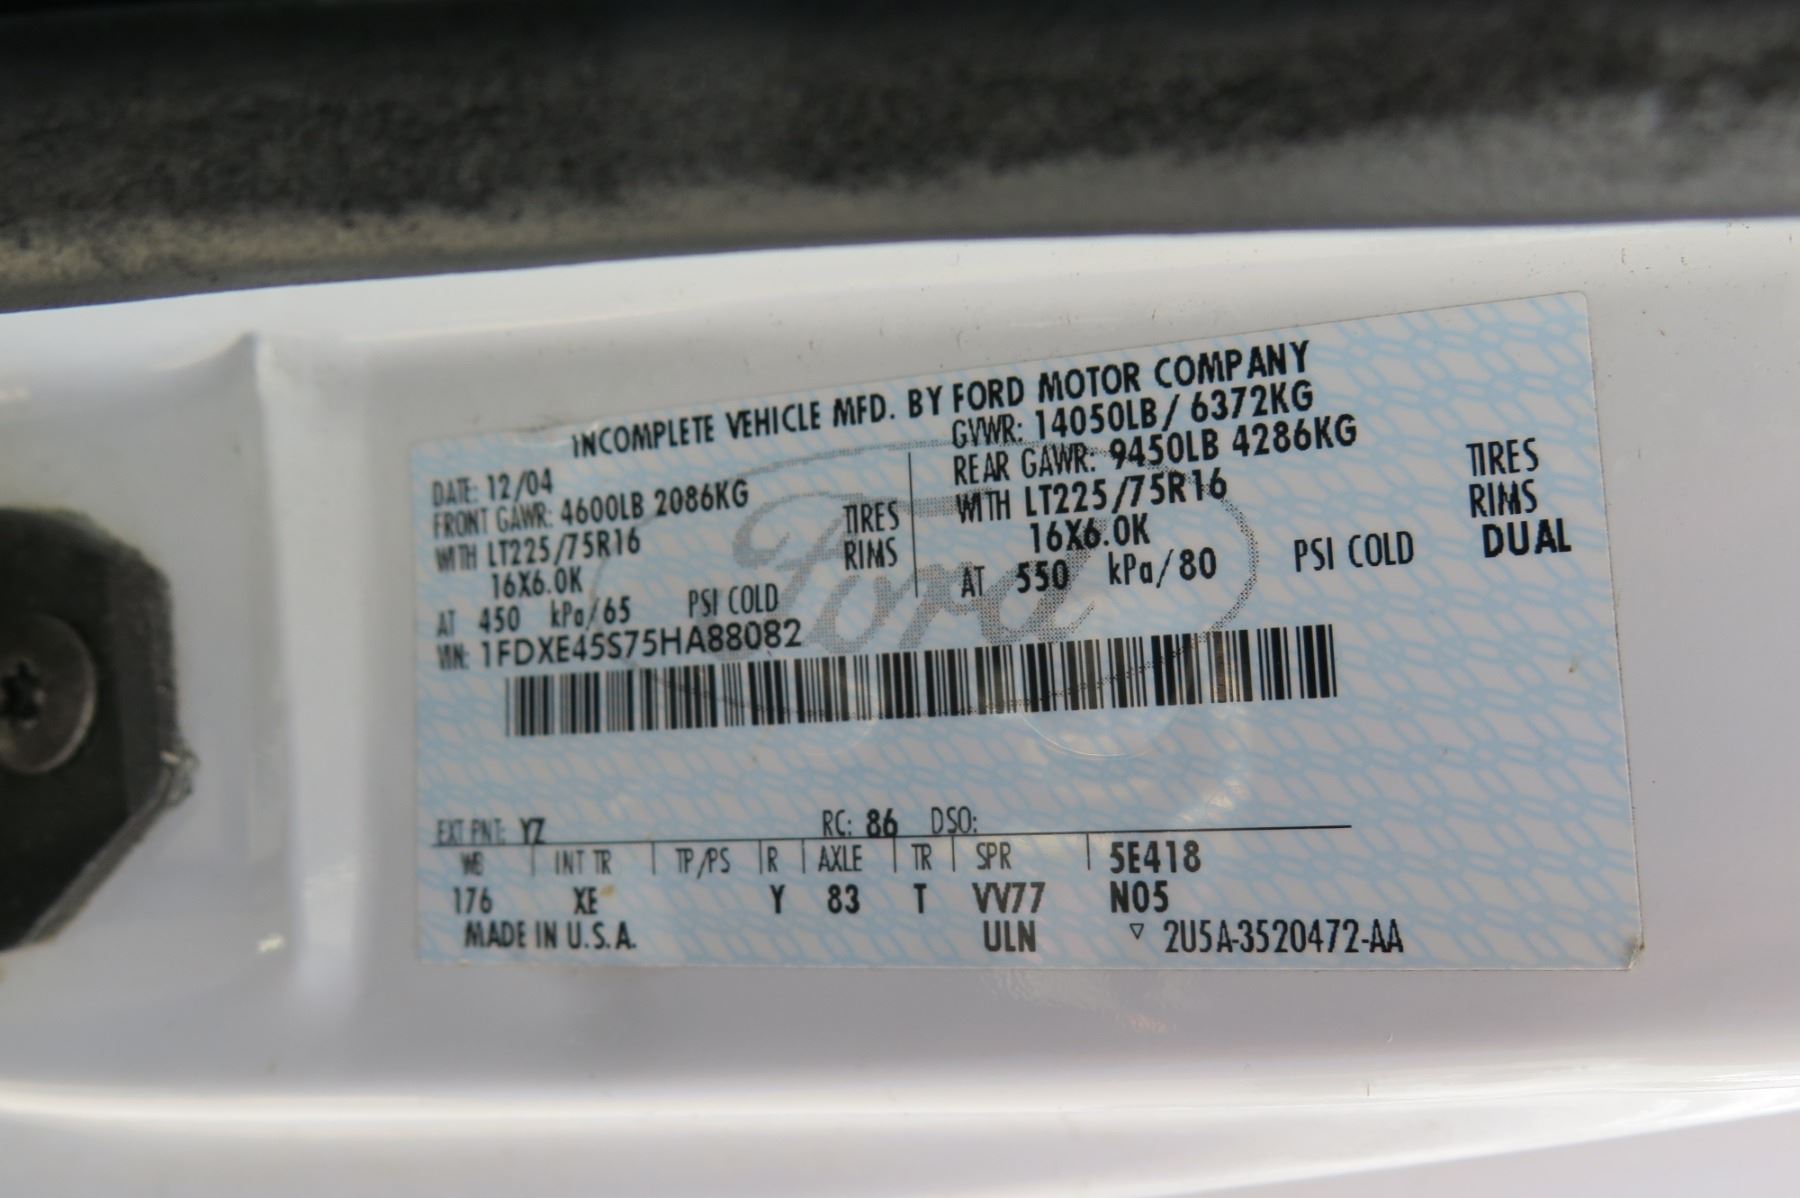 INCOMPLETE VEHICLE MFD. BY FORD MOTOR COMPANY
DATE: 12/04
GVWR: 14050LB/ 6372KG
FRONT GAWR: 4600LB 2086KG
REAR GAWR: 9450LB 4286KG
WITH LT225/75R16 TIRES
WITH LT225/75R16 TIRES
16X6.0K RIMS
16X6.0K RIMS
AT 450 kPa/65 PSI COLD
AT 550 kPa/80 PSI COLD DUAL
VIN: 1FDXE45S75HA88082
Ford
EXT PNT: YZ RC: 86 DSO:
WB INT TR TP/PS R AXLE TR SPR 5E418
176 XE Y 83 T VV77 N05
MADE IN U.S.A. ULN ▽ 2U5A-3520472-AA